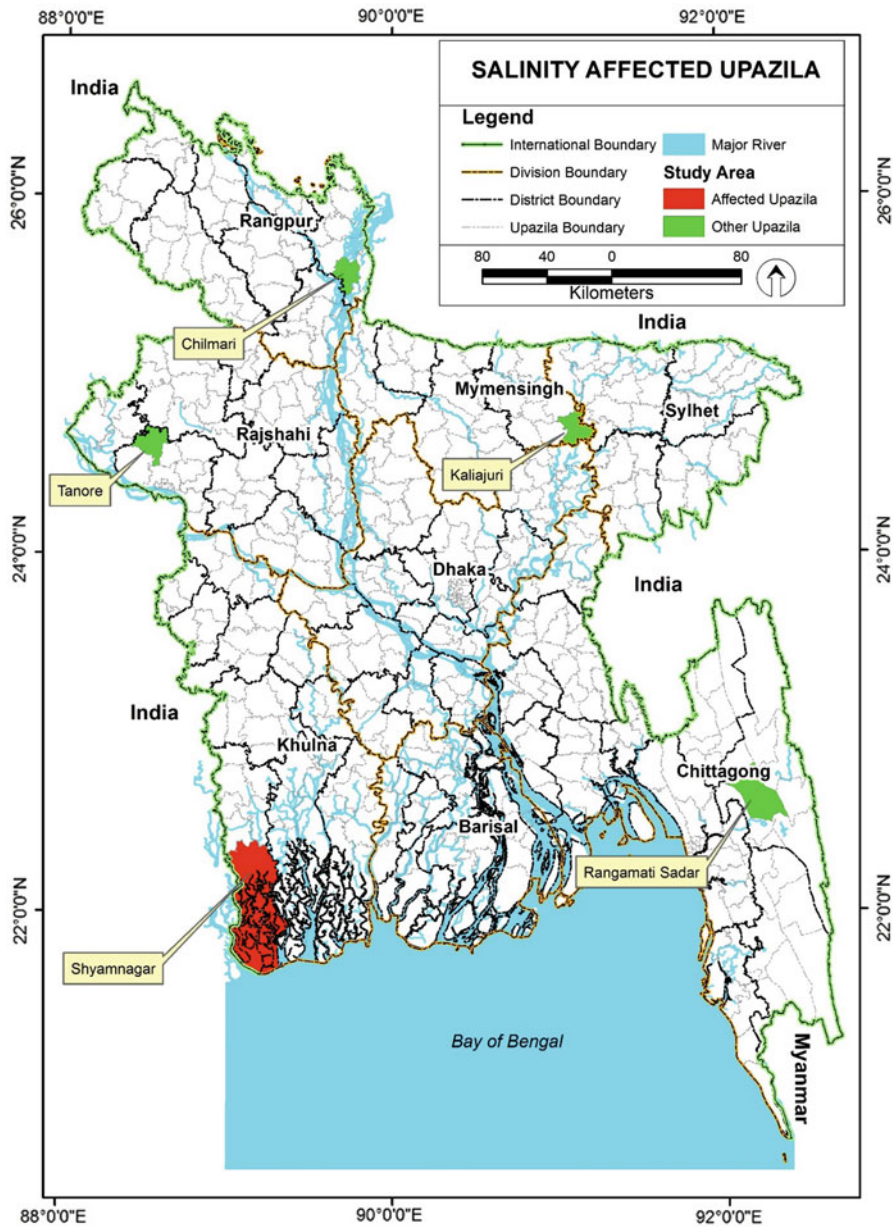 88°0'0"E 90°0'0"E 92°0'0"E
SALINITY AFFECTED UPAZILA
Legend
International Boundary
Division Boundary
District Boundary
Upazila Boundary
Major River
Study Area
Affected Upazila
Other Upazila
80 40 0 80
Kilometers
India
26°0'0"N 26°0'0"N
Rangpur
Chilmari
India
Mymensingh
Sylhet
Rajshahi
Kaliajuri
Tanore
24°0'0"N 24°0'0"N
Dhaka
India
India
Khulna
Chittagong
Barisal
Rangamati Sadar
22°0'0"N 22°0'0"N
Shyamnagar
Bay of Bengal
Myanmar
88°0'0"E 90°0'0"E 92°0'0"E